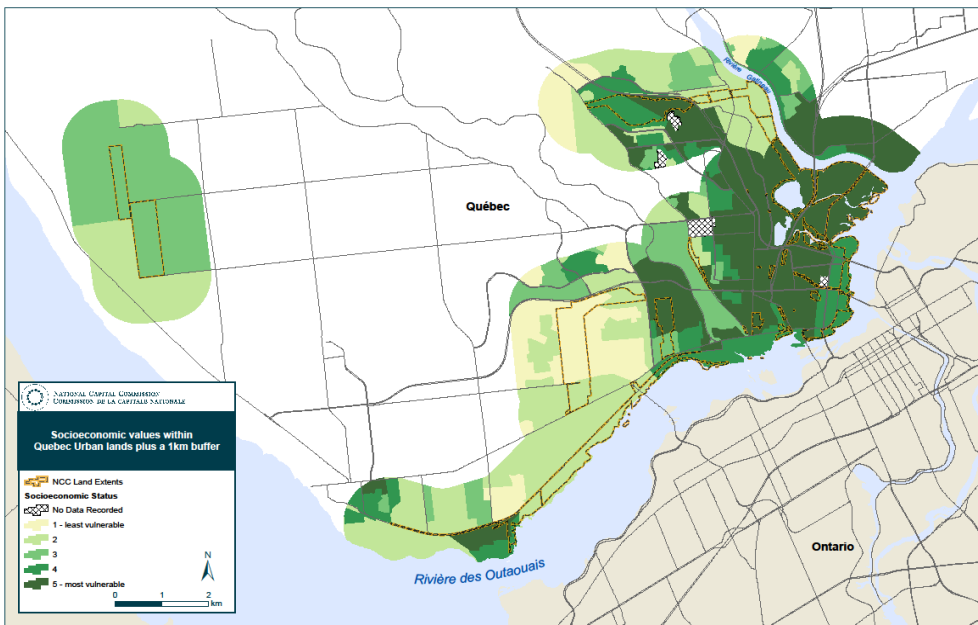 Rivière Gatineau
Québec
NATIONAL CAPITAL COMMISSION
COMMISSION DE LA CAPITALE NATIONALE
Socioeconomic values within
Quebec Urban lands plus a 1km buffer
NCC Land Extents
Socioeconomic Status
No Data Recorded
1 - least vulnerable
2
3
4
5 - most vulnerable
N
0 1 2
km
Ontario
Rivière des Outaouais